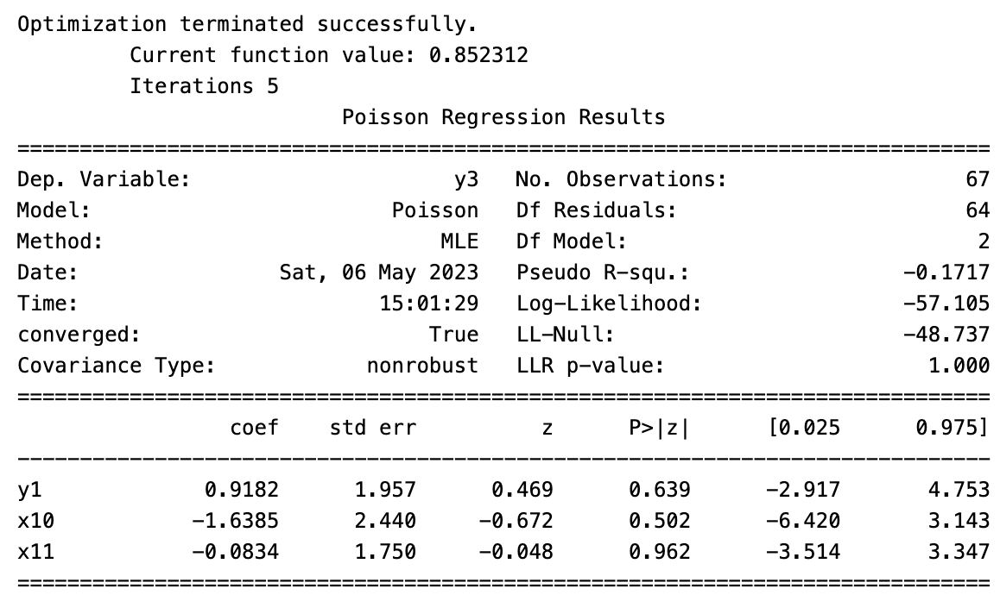 Optimization terminated successfully.
         Current function value: 0.852312
         Iterations 5
                          Poisson Regression Results
==============================================================================
Dep. Variable:                     y3   No. Observations:                   67
Model:                        Poisson   Df Residuals:                       64
Method:                           MLE   Df Model:                            2
Date:                Sat, 06 May 2023   Pseudo R-squ.:                 -0.1717
Time:                        15:01:29   Log-Likelihood:                -57.105
converged:                       True   LL-Null:                       -48.737
Covariance Type:            nonrobust   LLR p-value:                     1.000
==============================================================================
                 coef    std err          z      P>|z|      [0.025      0.975]
------------------------------------------------------------------------------
y1             0.9182      1.957      0.469      0.639      -2.917       4.753
x10           -1.6385      2.440     -0.672      0.502      -6.420       3.143
x11           -0.0834      1.750     -0.048      0.962      -3.514       3.347
==============================================================================